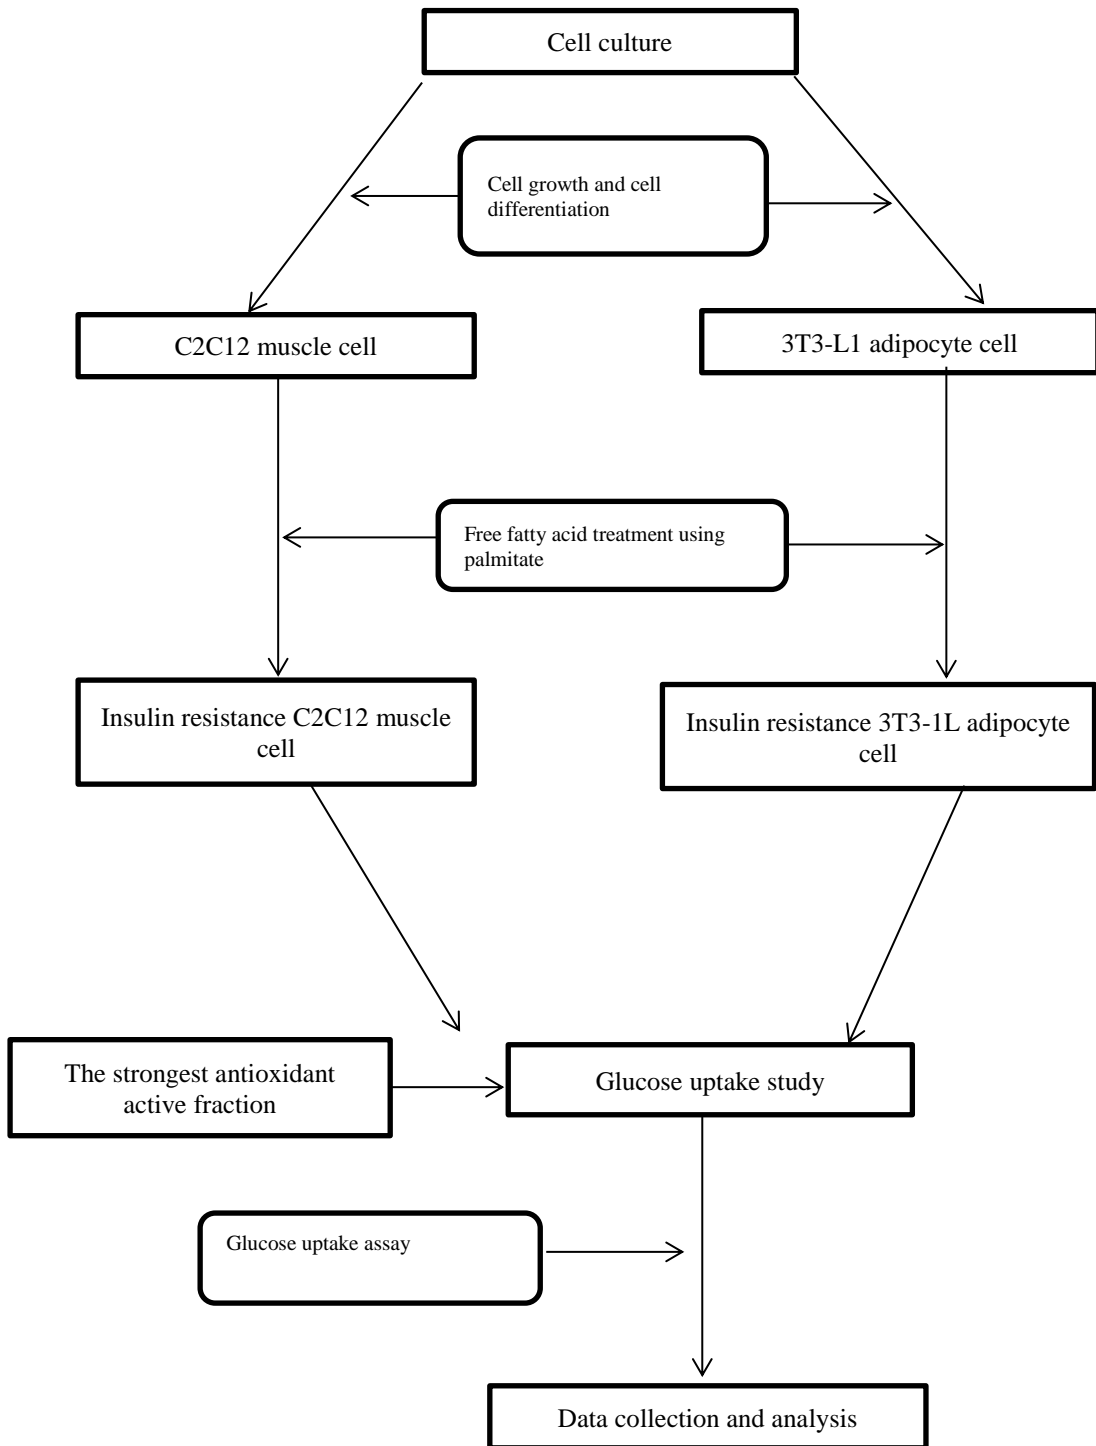 Cell culture
Cell growth and cell
differentiation
C2C12 muscle cell
3T3-L1 adipocyte cell
Free fatty acid treatment using
palmitate
Insulin resistance C2C12 muscle
cell
Insulin resistance 3T3-1L adipocyte
cell
The strongest antioxidant
active fraction
Glucose uptake study
Glucose uptake assay
Data collection and analysis